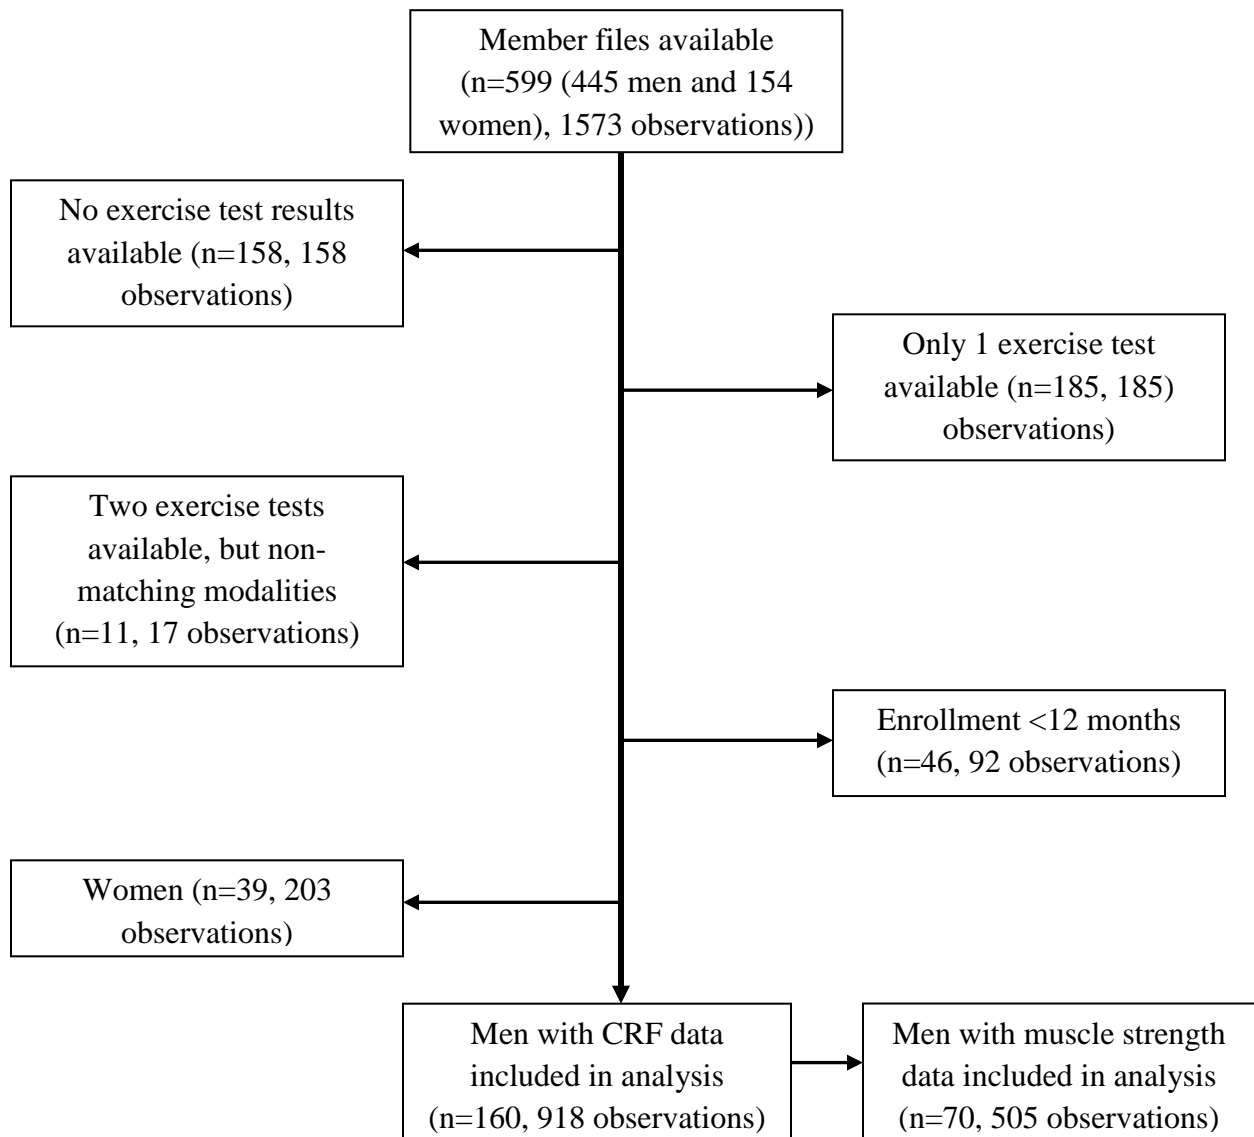 Member files available
(n=599 (445 men and 154
women), 1573 observations))
No exercise test results
available (n=158, 158
observations)
Only 1 exercise test
available (n=185, 185)
observations)
Two exercise tests
available, but non-
matching modalities
(n=11, 17 observations)
Enrollment <12 months
(n=46, 92 observations)
Women (n=39, 203
observations)
Men with CRF data
included in analysis
(n=160, 918 observations)
Men with muscle strength
data included in analysis
(n=70, 505 observations)